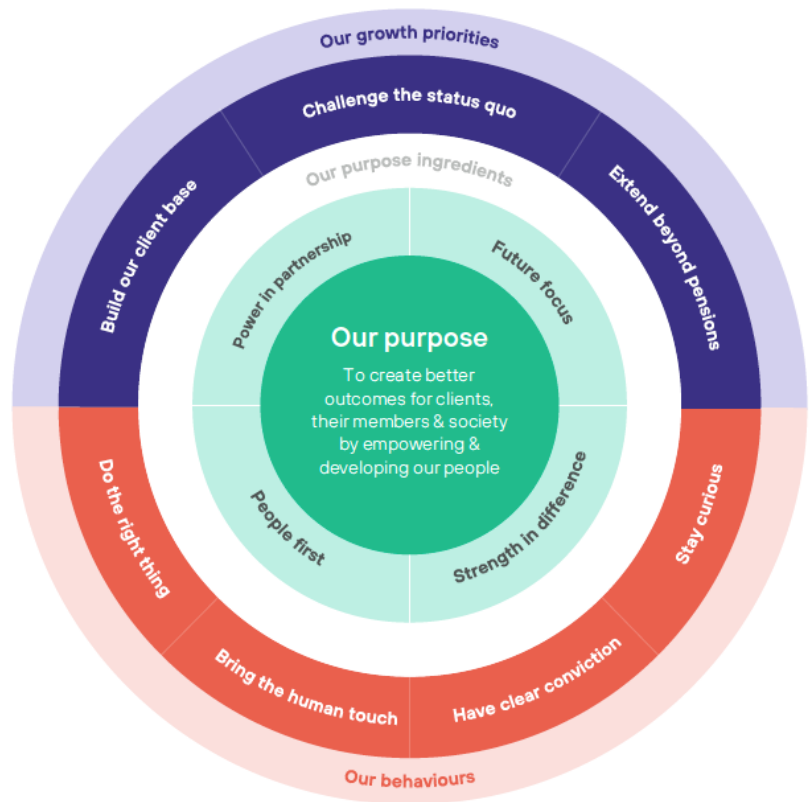 Our growth priorities
Build our client base
Challenge the status quo
Extend beyond pensions
Our purpose ingredients
Power in partnership
Future focus
Our purpose
To create better
outcomes for clients,
their members & society
by empowering &
developing our people
People first
Strength in difference
Do the right thing
Bring the human touch
Have clear conviction
Stay curious
Our behaviours